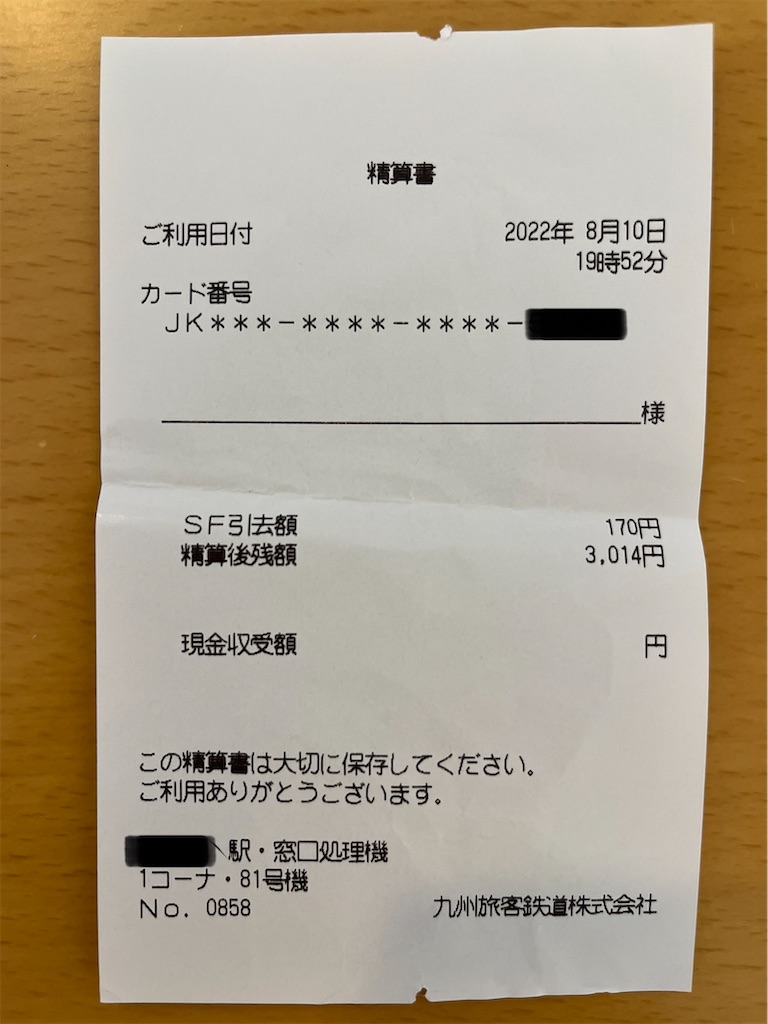 精算書
ご利用日付 2022年 8月10日
19時52分
カード番号
JK***-****-****-
様
SF引去額 170円
精算後残額 3,014円
現金収受額 円
この精算書は大切に保存してください。
ご利用ありがとうございます。
駅・窓口処理機
1コーナ・81号機
No. 0858 九州旅客鉄道株式会社